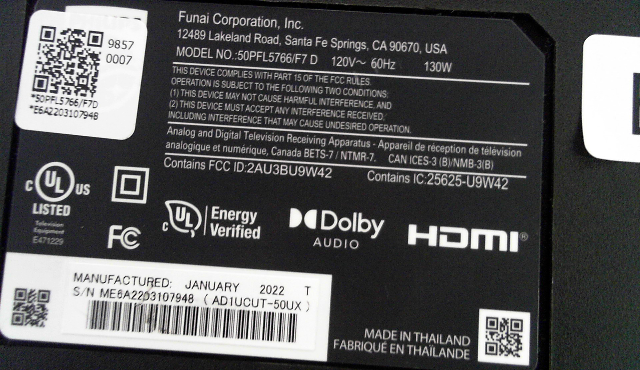 Funai Corporation, Inc.
12489 Lakeland Road, Santa Fe Springs, CA 90670, USA
MODEL NO.:50PFL5766/F7 D 120V~ 60Hz 130W
9857
0007
*50PFL5766/F7D
*E6A2203107948
THIS DEVICE COMPLIES WITH PART 15 OF THE FCC RULES.
OPERATION IS SUBJECT TO THE FOLLOWING TWO CONDITIONS:
(1) THIS DEVICE MAY NOT CAUSE HARMFUL INTERFERENCE, AND
(2) THIS DEVICE MUST ACCEPT ANY INTERFERENCE RECEIVED,
INCLUDING INTERFERENCE THAT MAY CAUSE UNDESIRED OPERATION.
Analog and Digital Television Receiving Apparatus - Appareil de réception de télévision
analogique et numérique, Canada BETS-7 / NTMR-7. CAN ICES-3 (B)/NMB-3(B)
Contains FCC ID:2AU3BU9W42 Contains IC:25625-U9W42
C UL US
LISTED
Television
Equipment
E471229
FC
C UL Energy
Verified
Dolby
AUDIO
HDMI®
MANUFACTURED: JANUARY 2022 T
S/N ME6A2203107948 ( AD1UCUT-50UX )
MADE IN THAILAND
FABRIQUÉ EN THAÏLANDE